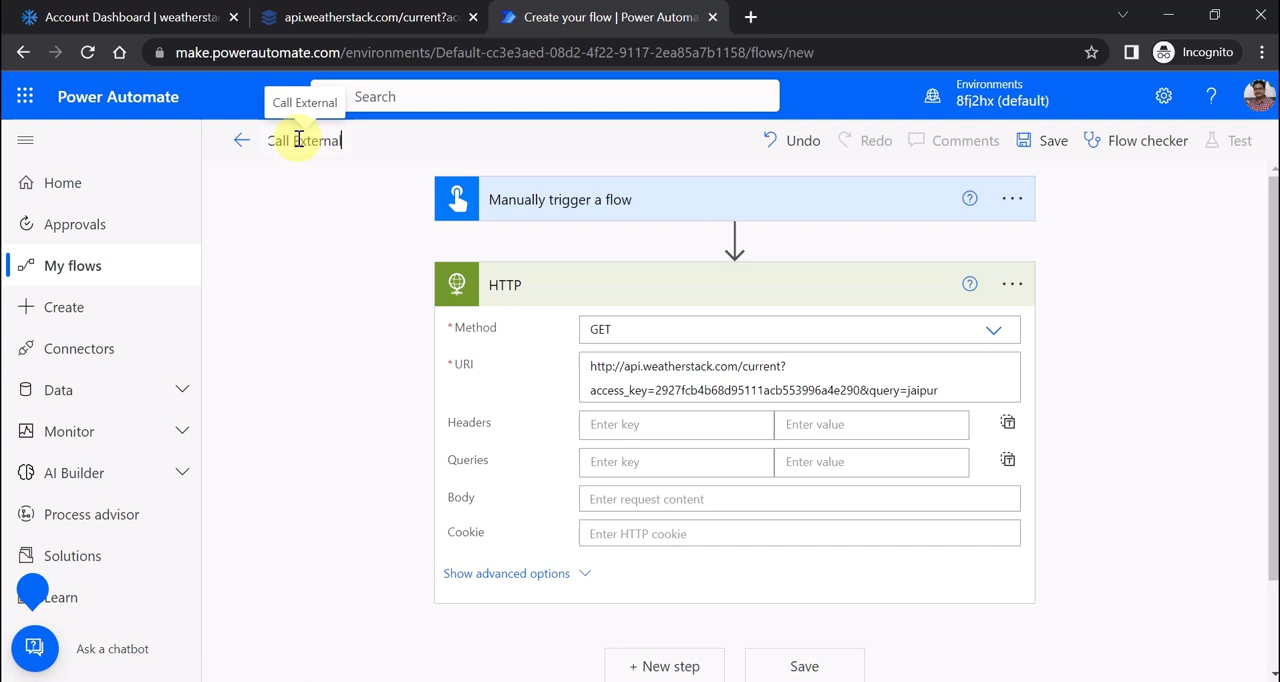 Account Dashboard | weathersta
api.weatherstack.com/current?ac
Create your flow | Power Automa
make.powerautomate.com/environments/Default-cc3e3aed-08d2-4f22-9117-2ea85a7b1158/flows/new
Incognito
Power Automate
Call External
Search
Environments
8fj2hx (default)
Call External
Undo
Redo
Comments
Save
Flow checker
Test
Home
Approvals
My flows
Create
Connectors
Data
Monitor
AI Builder
Process advisor
Solutions
Learn
Ask a chatbot
Manually trigger a flow
HTTP
* Method
GET
* URI
http://api.weatherstack.com/current?
access_key=2927fcb4b68d95111acb553996a4e290&query=jaipur
Headers
Enter key
Enter value
Queries
Enter key
Enter value
Body
Enter request content
Cookie
Enter HTTP cookie
Show advanced options
+ New step
Save